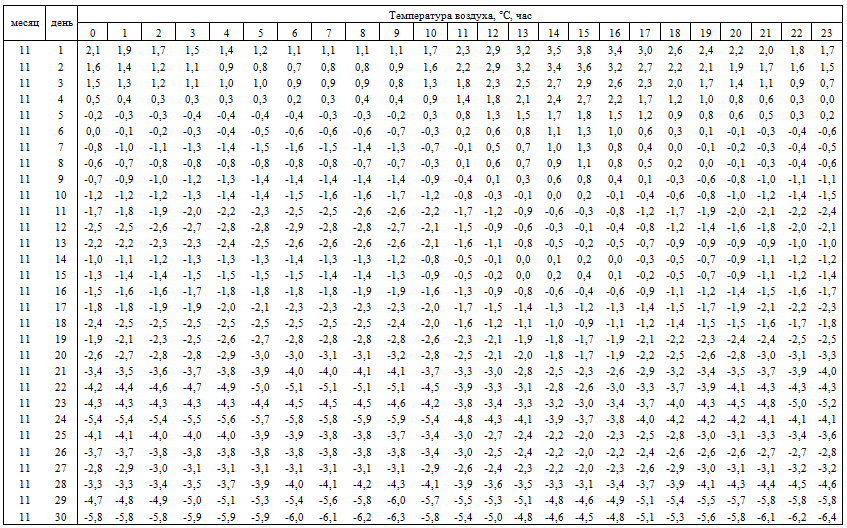 месяц день Температура воздуха, °С, час
0 1 2 3 4 5 6 7 8 9 10 11 12 13 14 15 16 17 18 19 20 21 22 23
11 1 2,1 1,9 1,7 1,5 1,4 1,2 1,1 1,1 1,1 1,1 1,7 2,3 2,9 3,2 3,5 3,8 3,4 3,0 2,6 2,4 2,2 2,0 1,8 1,7
11 2 1,6 1,4 1,2 1,1 0,9 0,8 0,7 0,8 0,8 0,9 1,6 2,2 2,9 3,2 3,4 3,6 3,2 2,7 2,2 2,1 1,9 1,7 1,6 1,5
11 3 1,5 1,3 1,2 1,1 1,0 1,0 0,9 0,9 0,9 0,8 1,3 1,8 2,3 2,5 2,7 2,9 2,6 2,3 2,0 1,7 1,4 1,1 0,9 0,7
11 4 0,5 0,4 0,3 0,3 0,3 0,3 0,2 0,3 0,4 0,4 0,9 1,4 1,8 2,1 2,4 2,7 2,2 1,7 1,2 1,0 0,8 0,6 0,3 0,0
11 5 -0,2 -0,3 -0,3 -0,4 -0,4 -0,4 -0,4 -0,3 -0,3 -0,2 0,3 0,8 1,3 1,5 1,7 1,8 1,5 1,2 0,9 0,8 0,6 0,5 0,3 0,2
11 6 0,0 -0,1 -0,2 -0,3 -0,4 -0,5 -0,6 -0,6 -0,6 -0,7 -0,3 0,2 0,6 0,8 1,1 1,3 1,0 0,6 0,3 0,1 -0,1 -0,3 -0,4 -0,6
11 7 -0,8 -1,0 -1,1 -1,3 -1,4 -1,5 -1,6 -1,5 -1,4 -1,3 -0,7 -0,1 0,5 0,7 1,0 1,3 0,8 0,4 0,0 -0,1 -0,2 -0,3 -0,4 -0,5
11 8 -0,6 -0,7 -0,8 -0,8 -0,8 -0,8 -0,8 -0,8 -0,7 -0,7 -0,3 0,1 0,6 0,7 0,9 1,1 0,8 0,5 0,2 0,0 -0,1 -0,3 -0,4 -0,6
11 9 -0,7 -0,9 -1,0 -1,2 -1,3 -1,4 -1,4 -1,4 -1,4 -1,4 -0,9 -0,4 0,1 0,3 0,6 0,8 0,4 0,1 -0,3 -0,6 -0,8 -1,0 -1,1 -1,1
11 10 -1,2 -1,2 -1,2 -1,3 -1,4 -1,4 -1,5 -1,6 -1,6 -1,7 -1,2 -0,8 -0,3 -0,1 0,0 0,2 -0,1 -0,4 -0,6 -0,8 -1,0 -1,2 -1,4 -1,5
11 11 -1,7 -1,8 -1,9 -2,0 -2,2 -2,3 -2,5 -2,5 -2,6 -2,6 -2,2 -1,7 -1,2 -0,9 -0,6 -0,3 -0,8 -1,2 -1,7 -1,9 -2,0 -2,1 -2,2 -2,4
11 12 -2,5 -2,5 -2,6 -2,7 -2,8 -2,8 -2,9 -2,8 -2,8 -2,7 -2,1 -1,5 -0,9 -0,6 -0,3 -0,1 -0,4 -0,8 -1,2 -1,4 -1,6 -1,8 -2,0 -2,1
11 13 -2,2 -2,2 -2,3 -2,3 -2,4 -2,5 -2,6 -2,6 -2,6 -2,6 -2,1 -1,6 -1,1 -0,8 -0,5 -0,2 -0,5 -0,7 -0,9 -0,9 -0,9 -0,9 -1,0 -1,0
11 14 -1,0 -1,1 -1,2 -1,3 -1,3 -1,3 -1,4 -1,3 -1,3 -1,2 -0,8 -0,5 -0,1 0,0 0,1 0,2 0,0 -0,3 -0,5 -0,7 -0,9 -1,1 -1,2 -1,2
11 15 -1,3 -1,4 -1,4 -1,5 -1,5 -1,5 -1,5 -1,4 -1,4 -1,3 -0,9 -0,5 -0,2 0,0 0,2 0,4 0,1 -0,2 -0,5 -0,7 -0,9 -1,1 -1,2 -1,4
11 16 -1,5 -1,6 -1,6 -1,7 -1,8 -1,8 -1,8 -1,8 -1,9 -1,9 -1,6 -1,3 -0,9 -0,8 -0,6 -0,4 -0,6 -0,9 -1,1 -1,2 -1,4 -1,5 -1,6 -1,7
11 17 -1,8 -1,8 -1,9 -1,9 -2,0 -2,1 -2,3 -2,3 -2,3 -2,3 -2,0 -1,7 -1,5 -1,4 -1,3 -1,2 -1,3 -1,4 -1,5 -1,7 -1,9 -2,1 -2,2 -2,3
11 18 -2,4 -2,5 -2,5 -2,5 -2,5 -2,5 -2,5 -2,5 -2,4 -2,4 -2,0 -1,6 -1,2 -1,1 -1,0 -0,9 -1,1 -1,2 -1,4 -1,5 -1,5 -1,6 -1,7 -1,8
11 19 -1,9 -2,1 -2,3 -2,5 -2,6 -2,7 -2,8 -2,8 -2,8 -2,8 -2,6 -2,3 -2,1 -1,9 -1,8 -1,7 -1,9 -2,0 -2,1 -2,2 -2,3 -2,4 -2,5 -2,5
11 20 -2,6 -2,7 -2,8 -2,8 -2,9 -3,0 -3,0 -3,1 -3,1 -3,2 -2,8 -2,5 -2,1 -2,0 -1,8 -1,7 -1,9 -2,2 -2,5 -2,6 -2,8 -3,0 -3,1 -3,3
11 21 -3,4 -3,5 -3,6 -3,7 -3,8 -3,9 -4,0 -4,0 -4,1 -4,1 -3,7 -3,3 -3,0 -2,8 -2,5 -2,3 -2,6 -2,9 -3,2 -3,4 -3,5 -3,7 -3,9 -4,0
11 22 -4,2 -4,4 -4,6 -4,7 -4,9 -5,0 -5,1 -5,1 -5,1 -5,1 -4,5 -3,9 -3,3 -3,1 -2,8 -2,6 -3,0 -3,3 -3,7 -3,9 -4,1 -4,3 -4,3 -4,3
11 23 -4,3 -4,3 -4,3 -4,3 -4,3 -4,4 -4,5 -4,5 -4,5 -4,6 -4,2 -3,8 -3,4 -3,3 -3,2 -3,0 -3,4 -3,7 -4,0 -4,3 -4,5 -4,8 -5,0 -5,2
11 24 -5,4 -5,4 -5,4 -5,5 -5,6 -5,7 -5,8 -5,8 -5,9 -5,9 -5,4 -4,8 -4,3 -4,1 -3,9 -3,7 -3,8 -4,0 -4,2 -4,2 -4,2 -4,1 -4,1 -4,1
11 25 -4,1 -4,1 -4,0 -4,0 -4,0 -3,9 -3,9 -3,8 -3,8 -3,7 -3,4 -3,0 -2,7 -2,4 -2,2 -2,0 -2,3 -2,5 -2,8 -3,0 -3,1 -3,3 -3,4 -3,6
11 26 -3,7 -3,7 -3,8 -3,8 -3,8 -3,8 -3,8 -3,8 -3,8 -3,8 -3,4 -3,0 -2,5 -2,4 -2,2 -2,0 -2,2 -2,4 -2,6 -2,6 -2,6 -2,7 -2,7 -2,8
11 27 -2,8 -2,9 -3,0 -3,1 -3,1 -3,1 -3,1 -3,1 -3,1 -3,1 -2,9 -2,6 -2,4 -2,3 -2,2 -2,0 -2,3 -2,6 -2,9 -3,0 -3,1 -3,1 -3,2 -3,2
11 28 -3,3 -3,3 -3,4 -3,5 -3,7 -3,9 -4,0 -4,1 -4,2 -4,3 -4,1 -3,9 -3,6 -3,5 -3,3 -3,1 -3,4 -3,7 -3,9 -4,1 -4,3 -4,4 -4,5 -4,6
11 29 -4,7 -4,8 -4,9 -5,0 -5,1 -5,3 -5,4 -5,6 -5,8 -6,0 -5,7 -5,5 -5,3 -5,1 -4,8 -4,6 -4,9 -5,1 -5,4 -5,5 -5,7 -5,8 -5,8 -5,8
11 30 -5,8 -5,8 -5,8 -5,9 -5,9 -5,9 -6,0 -6,1 -6,2 -6,3 -5,8 -5,4 -5,0 -4,8 -4,6 -4,5 -4,8 -5,1 -5,3 -5,6 -5,8 -6,1 -6,2 -6,4